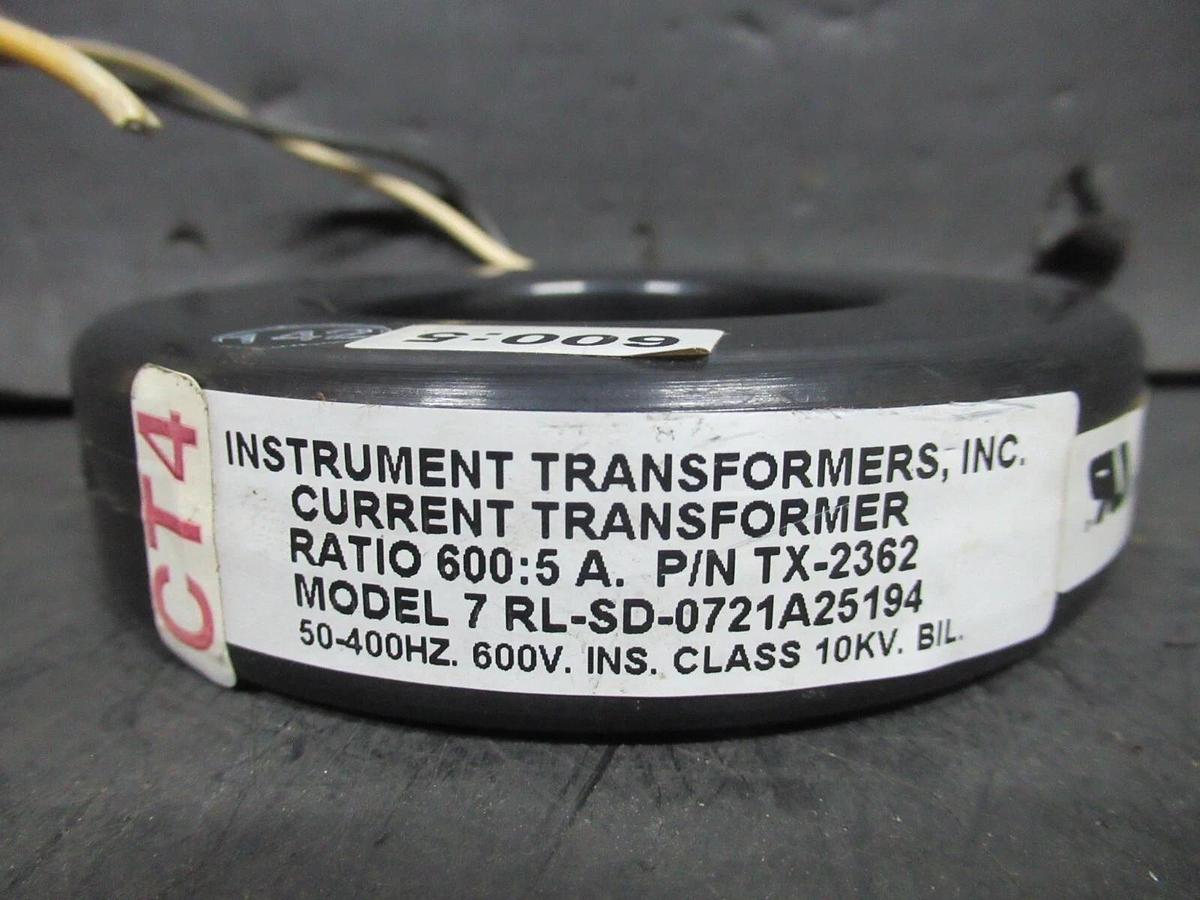 600:5
CT4
INSTRUMENT TRANSFORMERS, INC.
CURRENT TRANSFORMER
RATIO 600:5 A. P/N TX-2362
MODEL 7 RL-SD-0721A25194
50-400HZ. 600V. INS. CLASS 10KV. BIL.